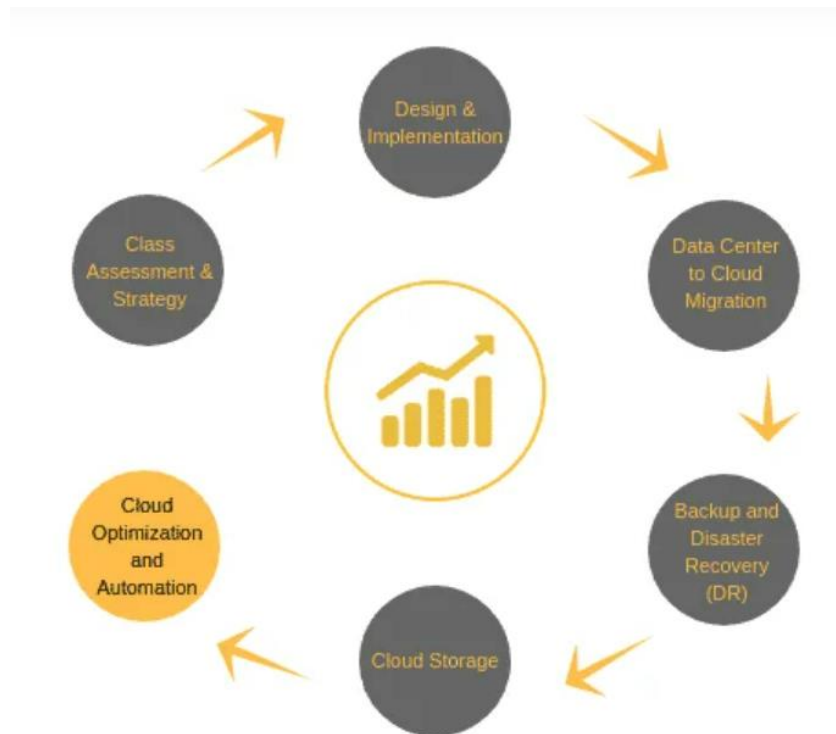 Design &
Implementation
Class
Assessment &
Strategy
Data Center
to Cloud
Migration
Cloud
Optimization
and
Automation
Backup and
Disaster
Recovery
(DR)
Cloud Storage